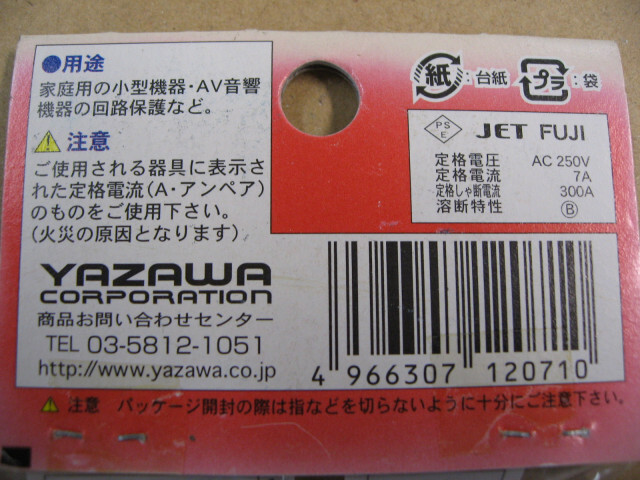 ●用途
家庭用の小型機器・AV音響
機器の回路保護など。
注意
ご使用される器具に表示さ
れた定格電流(A・アンペア)
のものをご使用下さい。
(火災の原因となります)
YAZAWA
CORPORATION
商品お問い合わせセンター
TEL 03-5812-1051
http://www.yazawa.co.jp
紙:台紙 プラ:袋
PS
E
JET FUJI
定格電圧 AC 250V
定格電流 7A
定格しゃ断電流 300A
溶断特性 Ⓑ
4 966307 120710
注意 パッケージ開封の際は指などを切らないように十分にご注意下さい。